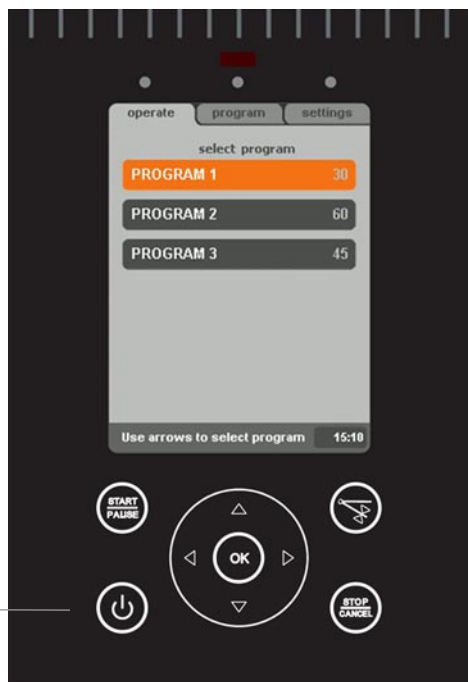 operate program settings
select program
PROGRAM 1 30
PROGRAM 2 60
PROGRAM 3 45
Use arrows to select program 15:10
START
PAUSE
OK
STOP
CANCEL